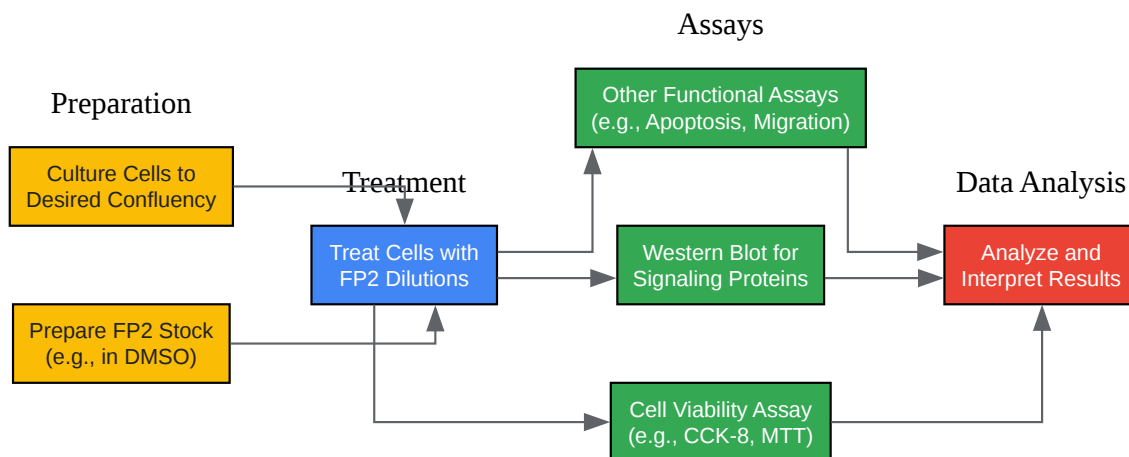 Preparation
Culture Cells to
Desired Confluency
Prepare FP2 Stock
(e.g., in DMSO)
Treatment
Treat Cells with
FP2 Dilutions
Assays
Other Functional Assays
(e.g., Apoptosis, Migration)
Western Blot for
Signaling Proteins
Cell Viability Assay
(e.g., CCK-8, MTT)
Data Analysis
Analyze and
Interpret Results